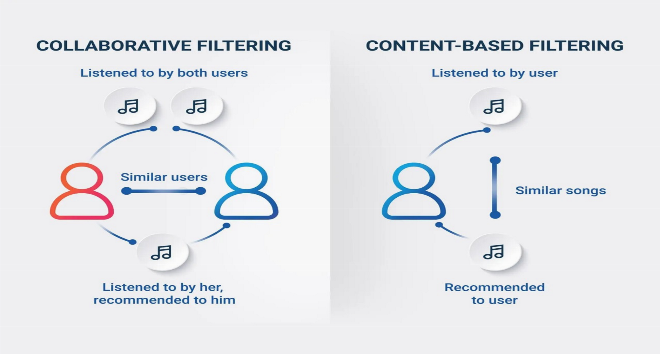 COLLABORATIVE FILTERING
Listened to by both users
Similar users
Listened to by her,
recommended to him
CONTENT-BASED FILTERING
Listened to by user
Similar songs
Recommended
to user